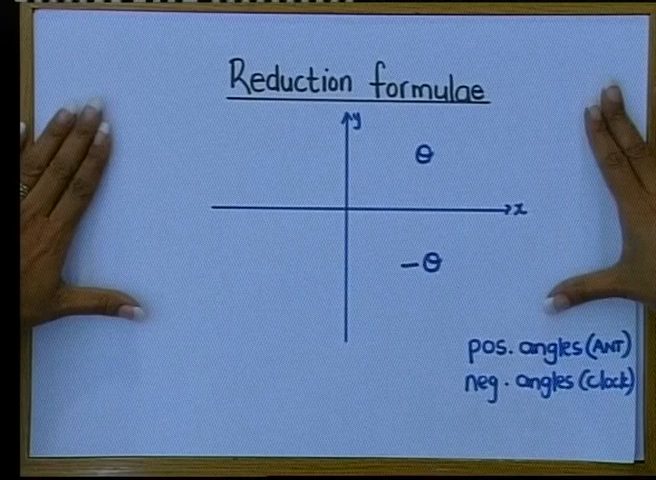 Reduction formulae
y
θ
x
-θ
pos. angles (ANT)
neg. angles (Clock)